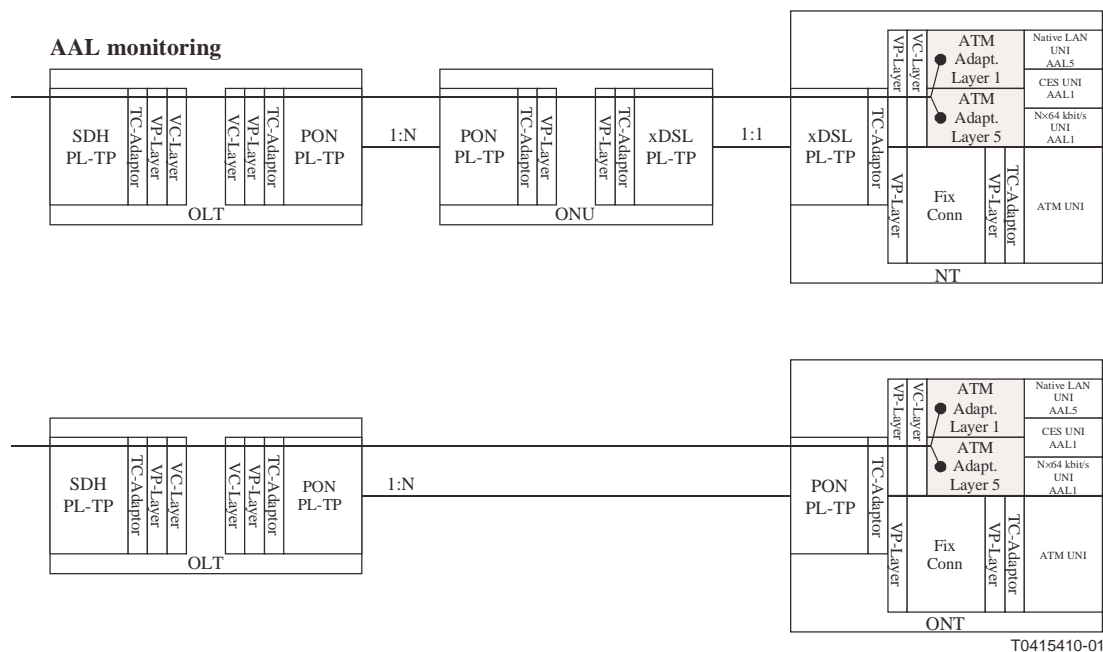 AAL monitoring
SDH
PL-TP
TC-Adaptor
VP-Layer
VC-Layer
VC-Layer
VP-Layer
TC-Adaptor
PON
PL-TP
OLT
1:N
PON
PL-TP
TC-Adaptor
VP-Layer
VP-Layer
TC-Adaptor
xDSL
PL-TP
ONU
1:1
xDSL
PL-TP
TC-Adaptor
VP-Layer
VC-Layer
ATM
Adapt.
Layer 1
ATM
Adapt.
Layer 5
Native LAN
UNI
AAL5
CES UNI
AAL1
N×64 kbit/s
UNI
AAL1
VP-Layer
Fix
Conn
VP-Layer
TC-Adaptor
ATM UNI
NT
SDH
PL-TP
TC-Adaptor
VP-Layer
VC-Layer
VC-Layer
VP-Layer
TC-Adaptor
PON
PL-TP
OLT
1:N
PON
PL-TP
TC-Adaptor
VP-Layer
VC-Layer
ATM
Adapt.
Layer 1
ATM
Adapt.
Layer 5
Native LAN
UNI
AAL5
CES UNI
AAL1
N×64 kbit/s
UNI
AAL1
VP-Layer
Fix
Conn
VP-Layer
TC-Adaptor
ATM UNI
ONT
T0415410-01